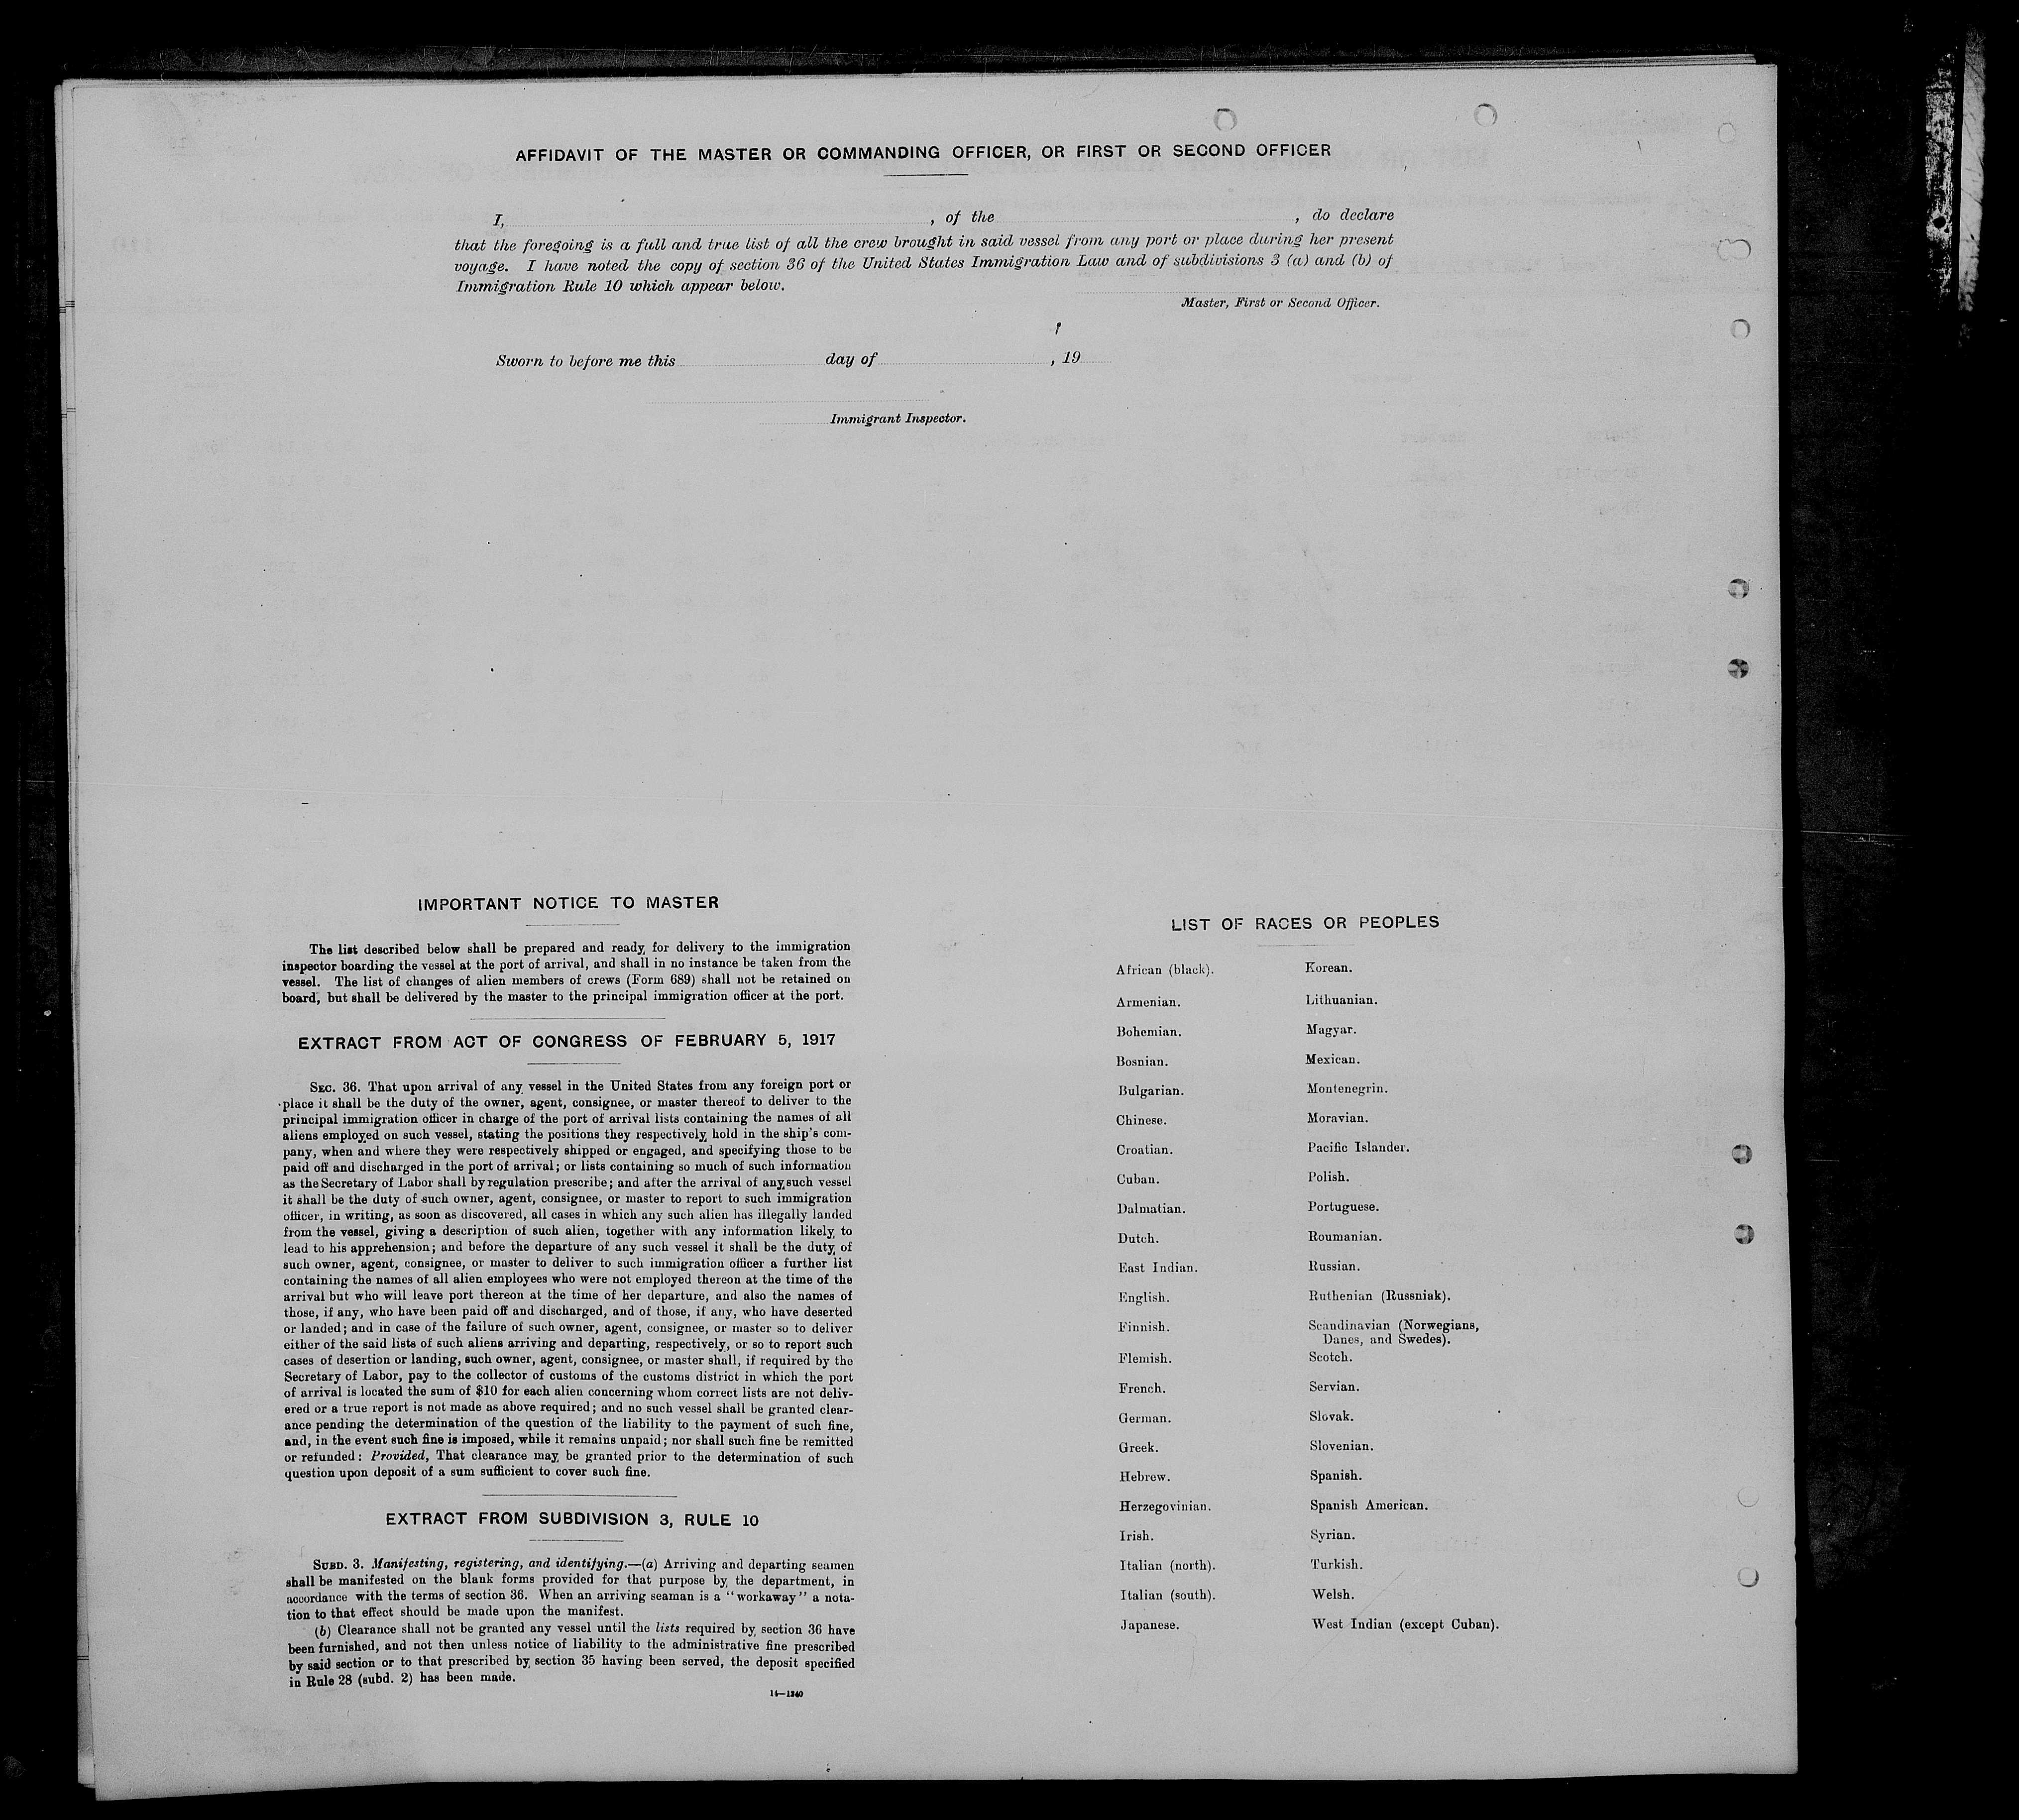 AFFIDAVIT OF THE MASTER OR COMMANDING OFFICER, OR FIRST OR SECOND OFFICER
I, , of the , do declare
that the foregoing is a full and true list of all the crew brought in said vessel from any port or place during her present
voyage. I have noted the copy of section 36 of the United States Immigration Law and of subdivisions 3 (a) and (b) of
Immigration Rule 10 which appear below.
Master, First or Second Officer.
Sworn to before me this day of , 19
Immigrant Inspector.
IMPORTANT NOTICE TO MASTER
The list described below shall be prepared and ready for delivery to the immigration
inspector boarding the vessel at the port of arrival, and shall in no instance be taken from the
vessel. The list of changes of alien members of crews (Form 689) shall not be retained on
board, but shall be delivered by the master to the principal immigration officer at the port.
EXTRACT FROM ACT OF CONGRESS OF FEBRUARY 5, 1917
SEC. 36. That upon arrival of any vessel in the United States from any foreign port or
place it shall be the duty of the owner, agent, consignee, or master thereof to deliver to the
principal immigration officer in charge of the port of arrival lists containing the names of all
aliens employed on such vessel, stating the positions they respectively hold in the ship's com-
pany, when and where they were respectively shipped or engaged, and specifying those to be
paid off and discharged in the port of arrival; or lists containing so much of such information
as the Secretary of Labor shall by regulation prescribe; and after the arrival of any such vessel
it shall be the duty of such owner, agent, consignee, or master to report to such immigration
officer, in writing, as soon as discovered, all cases in which any such alien has illegally landed
from the vessel, giving a description of such alien, together with any information likely to
lead to his apprehension; and before the departure of any such vessel it shall be the duty of
such owner, agent, consignee, or master to deliver to such immigration officer a further list
containing the names of all alien employees who were not employed thereon at the time of the
arrival but who will leave port thereon at the time of her departure, and also the names of
those, if any, who have been paid off and discharged, and of those, if any, who have deserted
or landed; and in case of the failure of such owner, agent, consignee, or master so to deliver
either of the said lists of such aliens arriving and departing, respectively, or so to report such
cases of desertion or landing, such owner, agent, consignee, or master shall, if required by the
Secretary of Labor, pay to the collector of customs of the customs district in which the port
of arrival is located the sum of $10 for each alien concerning whom correct lists are not deliv-
ered or a true report is not made as above required; and no such vessel shall be granted clear-
ance pending the determination of the question of the liability to the payment of such fine,
and, in the event such fine is imposed, while it remains unpaid; nor shall such fine be remitted
or refunded: Provided, That clearance may be granted prior to the determination of such
question upon deposit of a sum sufficient to cover such fine.
EXTRACT FROM SUBDIVISION 3, RULE 10
SUBD. 3. Manifesting, registering, and identifying.—(a) Arriving and departing seamen
shall be manifested on the blank forms provided for that purpose by the department, in
accordance with the terms of section 36. When an arriving seaman is a "workaway" a nota-
tion to that effect should be made upon the manifest.
(b) Clearance shall not be granted any vessel until the lists required by section 36 have
been furnished, and not then unless notice of liability to the administrative fine prescribed
by said section or to that prescribed by section 35 having been served, the deposit specified
in Rule 28 (subd. 2) has been made.
14—1240
LIST OF RACES OR PEOPLES
African (black).
Armenian.
Bohemian.
Bosnian.
Bulgarian.
Chinese.
Croatian.
Cuban.
Dalmatian.
Dutch.
East Indian.
English.
Finnish.
Flemish.
French.
German.
Greek.
Hebrew.
Herzegovinian.
Irish.
Italian (north).
Italian (south).
Japanese.
Korean.
Lithuanian.
Magyar.
Mexican.
Montenegrin.
Moravian.
Pacific Islander.
Polish.
Portuguese.
Roumanian.
Russian.
Ruthenian (Russniak).
Scandinavian (Norwegians,
Danes, and Swedes).
Scotch.
Servian.
Slovak.
Slovenian.
Spanish.
Spanish American.
Syrian.
Turkish.
Welsh.
West Indian (except Cuban).